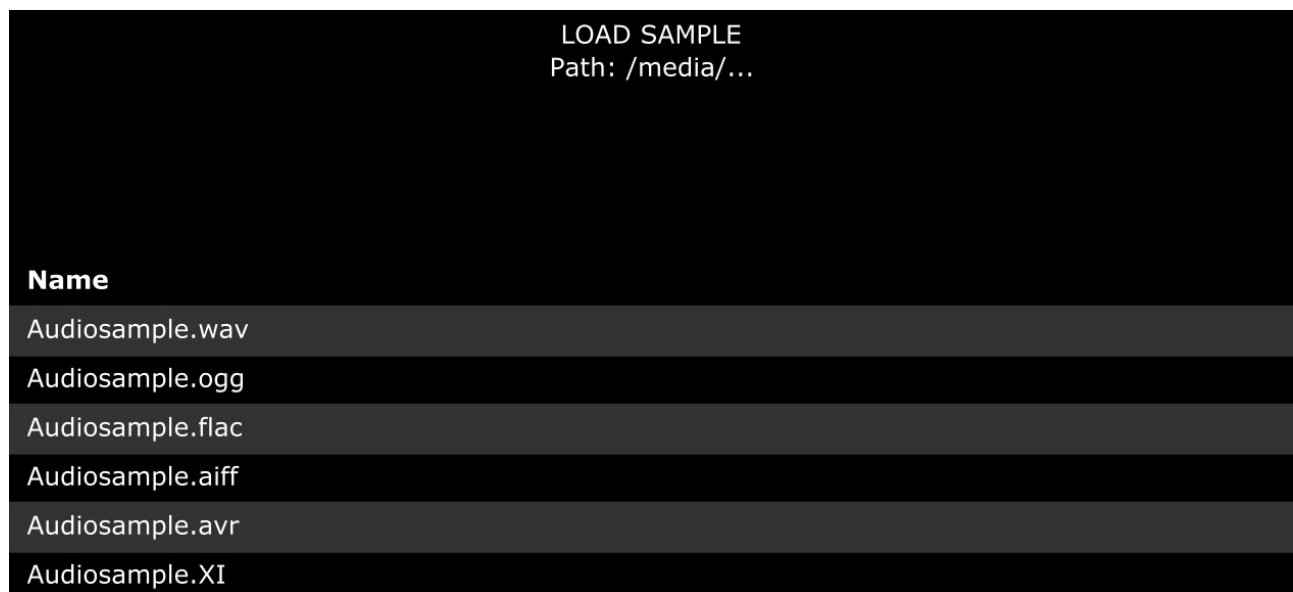 LOAD SAMPLE
Path: /media/...
Name
Audiosample.wav
Audiosample.ogg
Audiosample.flac
Audiosample.aiff
Audiosample.avr
Audiosample.XI